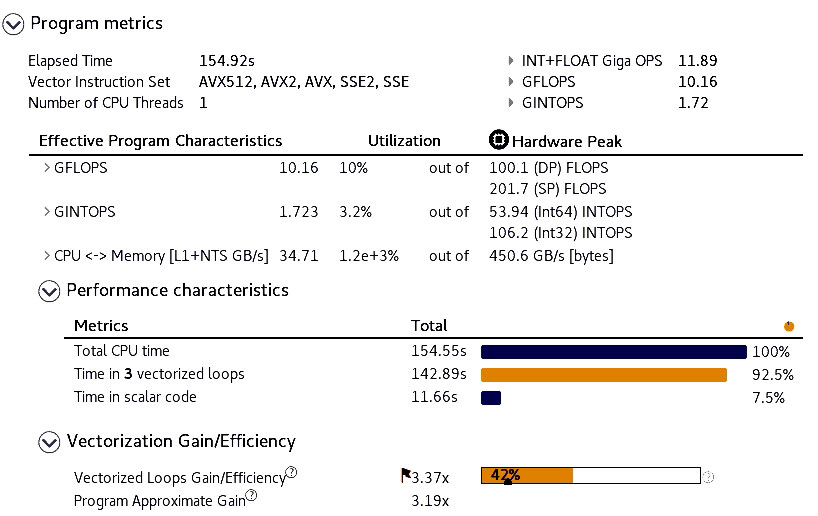 Program metrics
Elapsed Time 154.92s
Vector Instruction Set AVX512, AVX2, AVX, SSE2, SSE
Number of CPU Threads 1
INT+FLOAT Giga OPS 11.89
GFLOPS 10.16
GINTOPS 1.72
Effective Program Characteristics Utilization Hardware Peak
GFLOPS 10.16 10% out of 100.1 (DP) FLOPS
201.7 (SP) FLOPS
GINTOPS 1.723 3.2% out of 53.94 (Int64) INTOPS
106.2 (Int32) INTOPS
CPU <-> Memory [L1+NTS GB/s] 34.71 1.2e+3% out of 450.6 GB/s [bytes]
Performance characteristics
Metrics Total
Total CPU time 154.55s 100%
Time in 3 vectorized loops 142.89s 92.5%
Time in scalar code 11.66s 7.5%
Vectorization Gain/Efficiency
Vectorized Loops Gain/Efficiency? 3.37x 42% ?
Program Approximate Gain? 3.19x